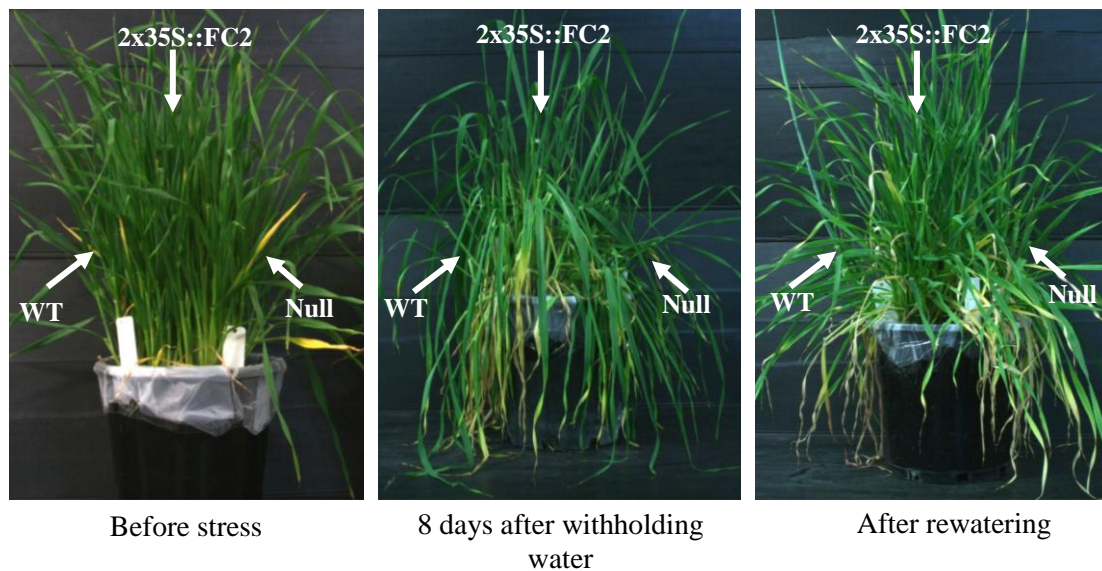 2x35S::FC2
WT
Null
Before stress
2x35S::FC2
WT
Null
8 days after withholding
water
2x35S::FC2
WT
Null
After rewatering